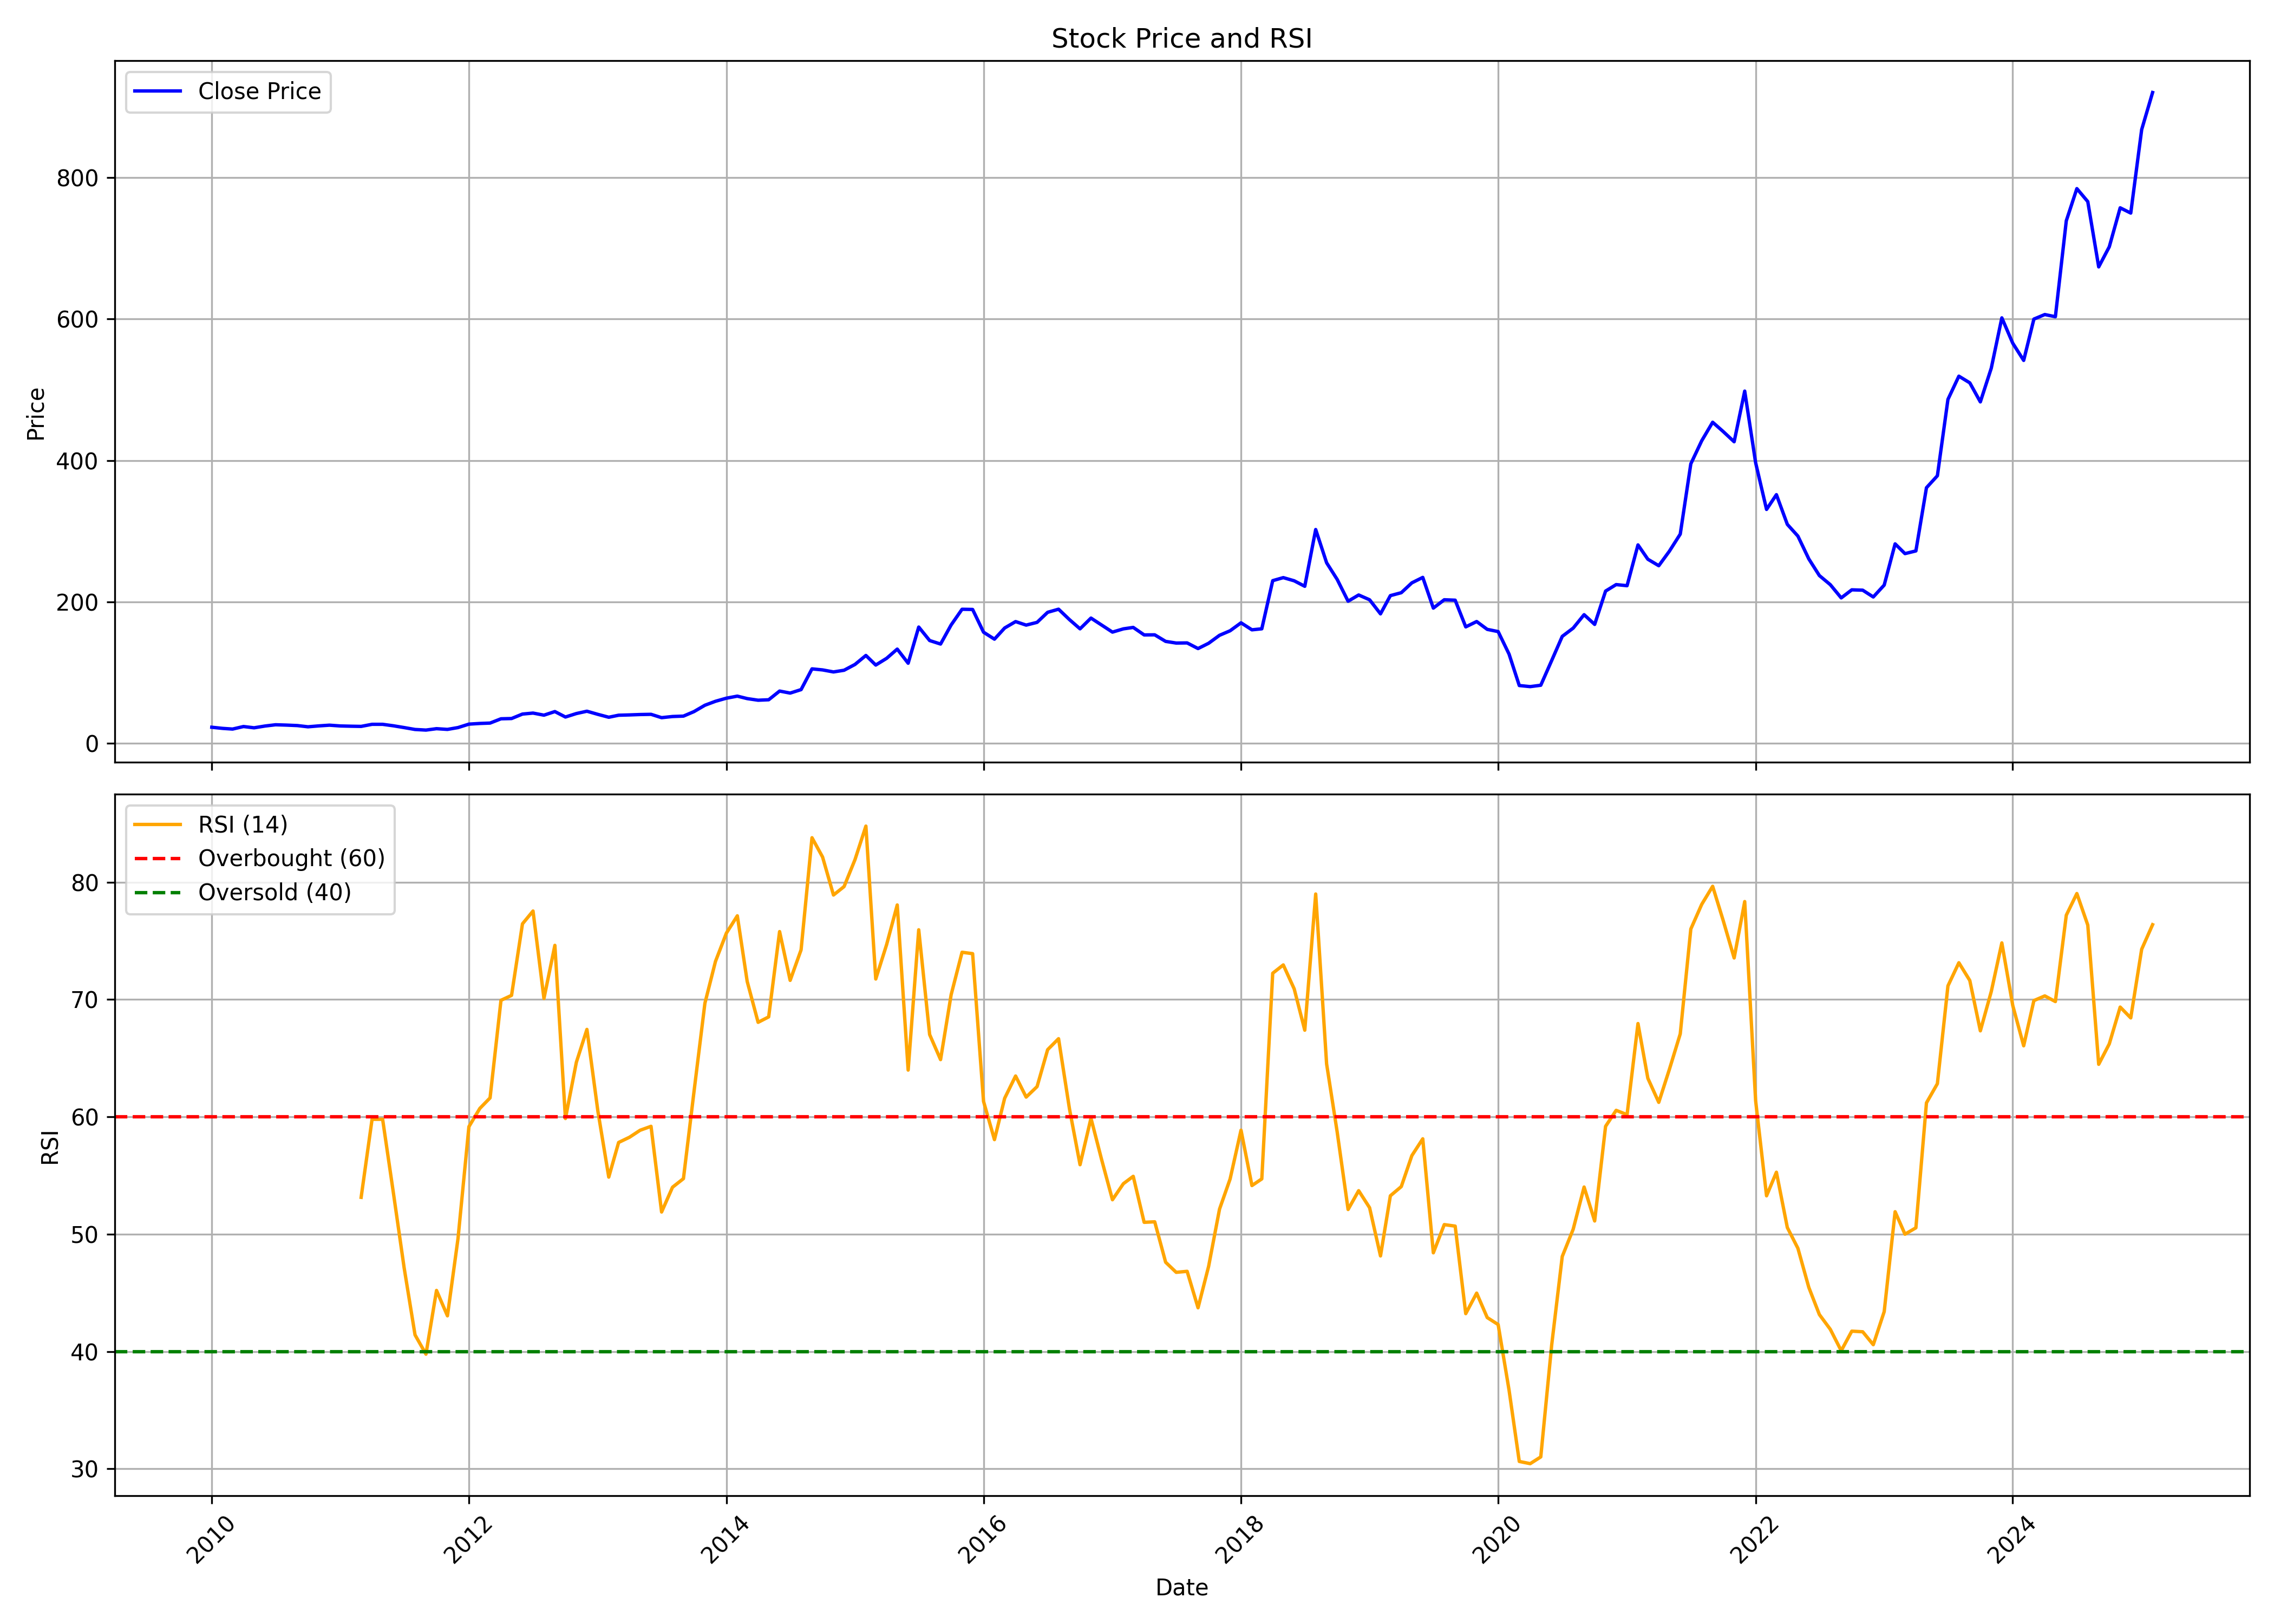 Stock Price and RSI
Close Price
Price
800
600
400
200
0
RSI (14)
Overbought (60)
Oversold (40)
RSI
80
70
60
50
40
30
2010
2012
2014
2016
2018
2020
2022
2024
Date